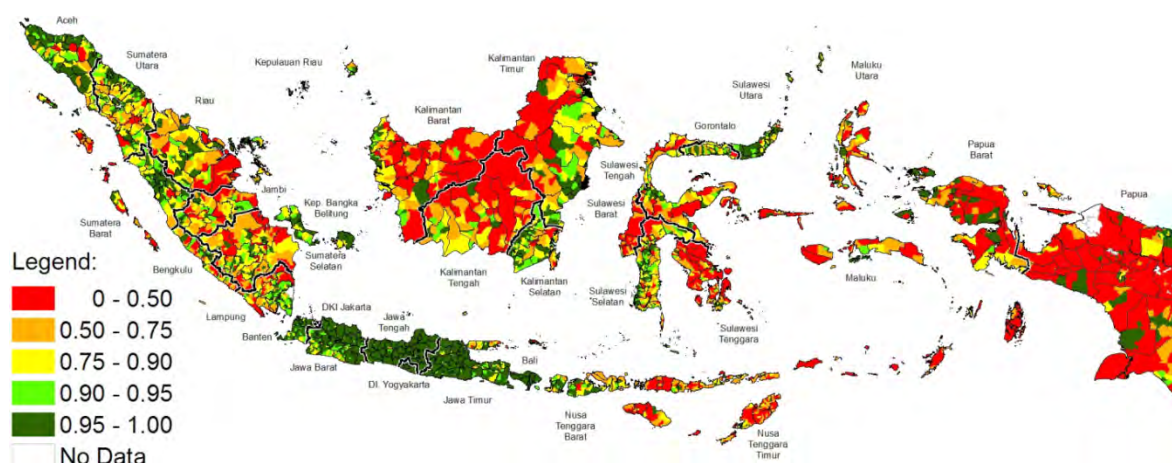 Aceh
Sumatera
Utara
Riau
Kepulauan Riau
Kalimantan
Timur
Kalimantan
Barat
Sulawesi
Utara
Maluku
Utara
Gorontalo
Papua
Barat
Papua
Sulawesi
Tengah
Jambi
Kep. Bangka
Belitung
Sulawesi
Barat
Sumatera
Barat
Sumatera
Selatan
Legend:
0 - 0.50
0.50 - 0.75
0.75 - 0.90
0.90 - 0.95
0.95 - 1.00
No Data
Bengkulu
Kalimantan
Tengah
Kalimantan
Selatan
Sulawesi
Selatan
Maluku
Lampung
DKI Jakarta
Jawa
Tengah
Sulawesi
Tenggara
Banten
Jawa Barat
Bali
DI. Yogyakarta
Jawa Timur
Nusa
Tenggara
Barat
Nusa
Tenggara
Timur